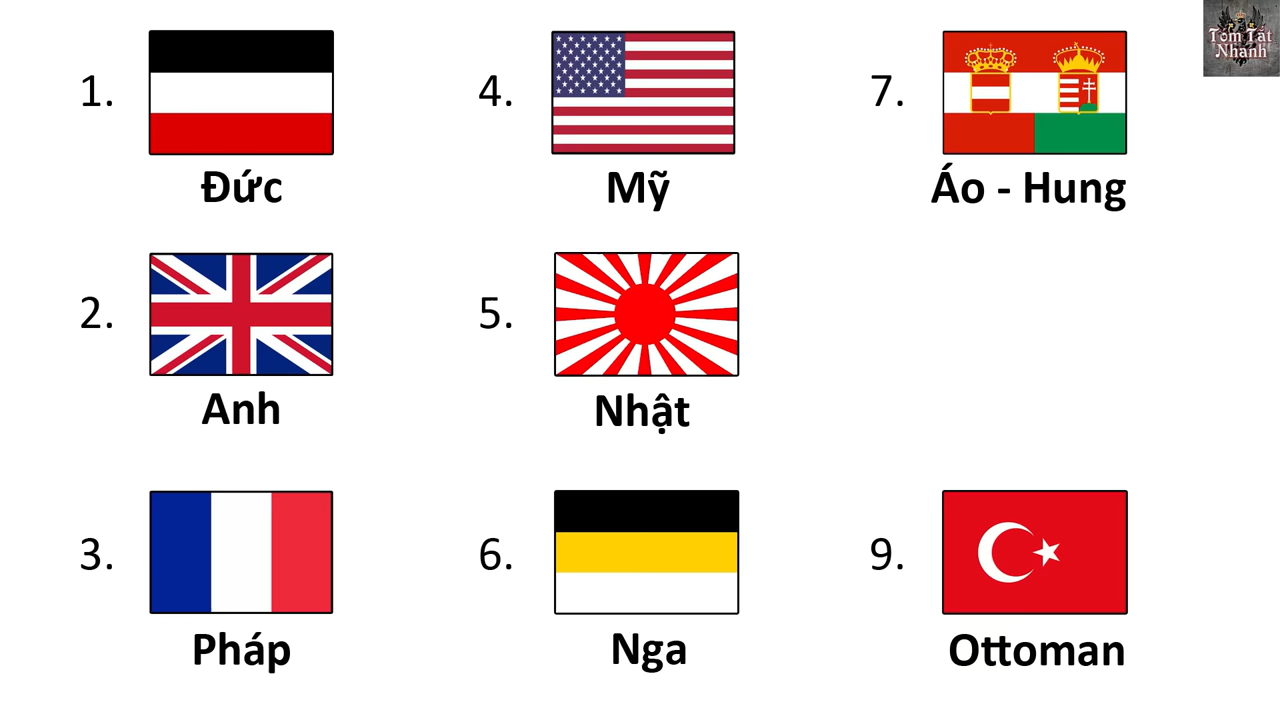 1.
Đức
2.
Anh
3.
Pháp
4.
Mỹ
5.
Nhật
6.
Nga
7.
Áo - Hung
9.
Ottoman
Tóm Tắt
Nhanh